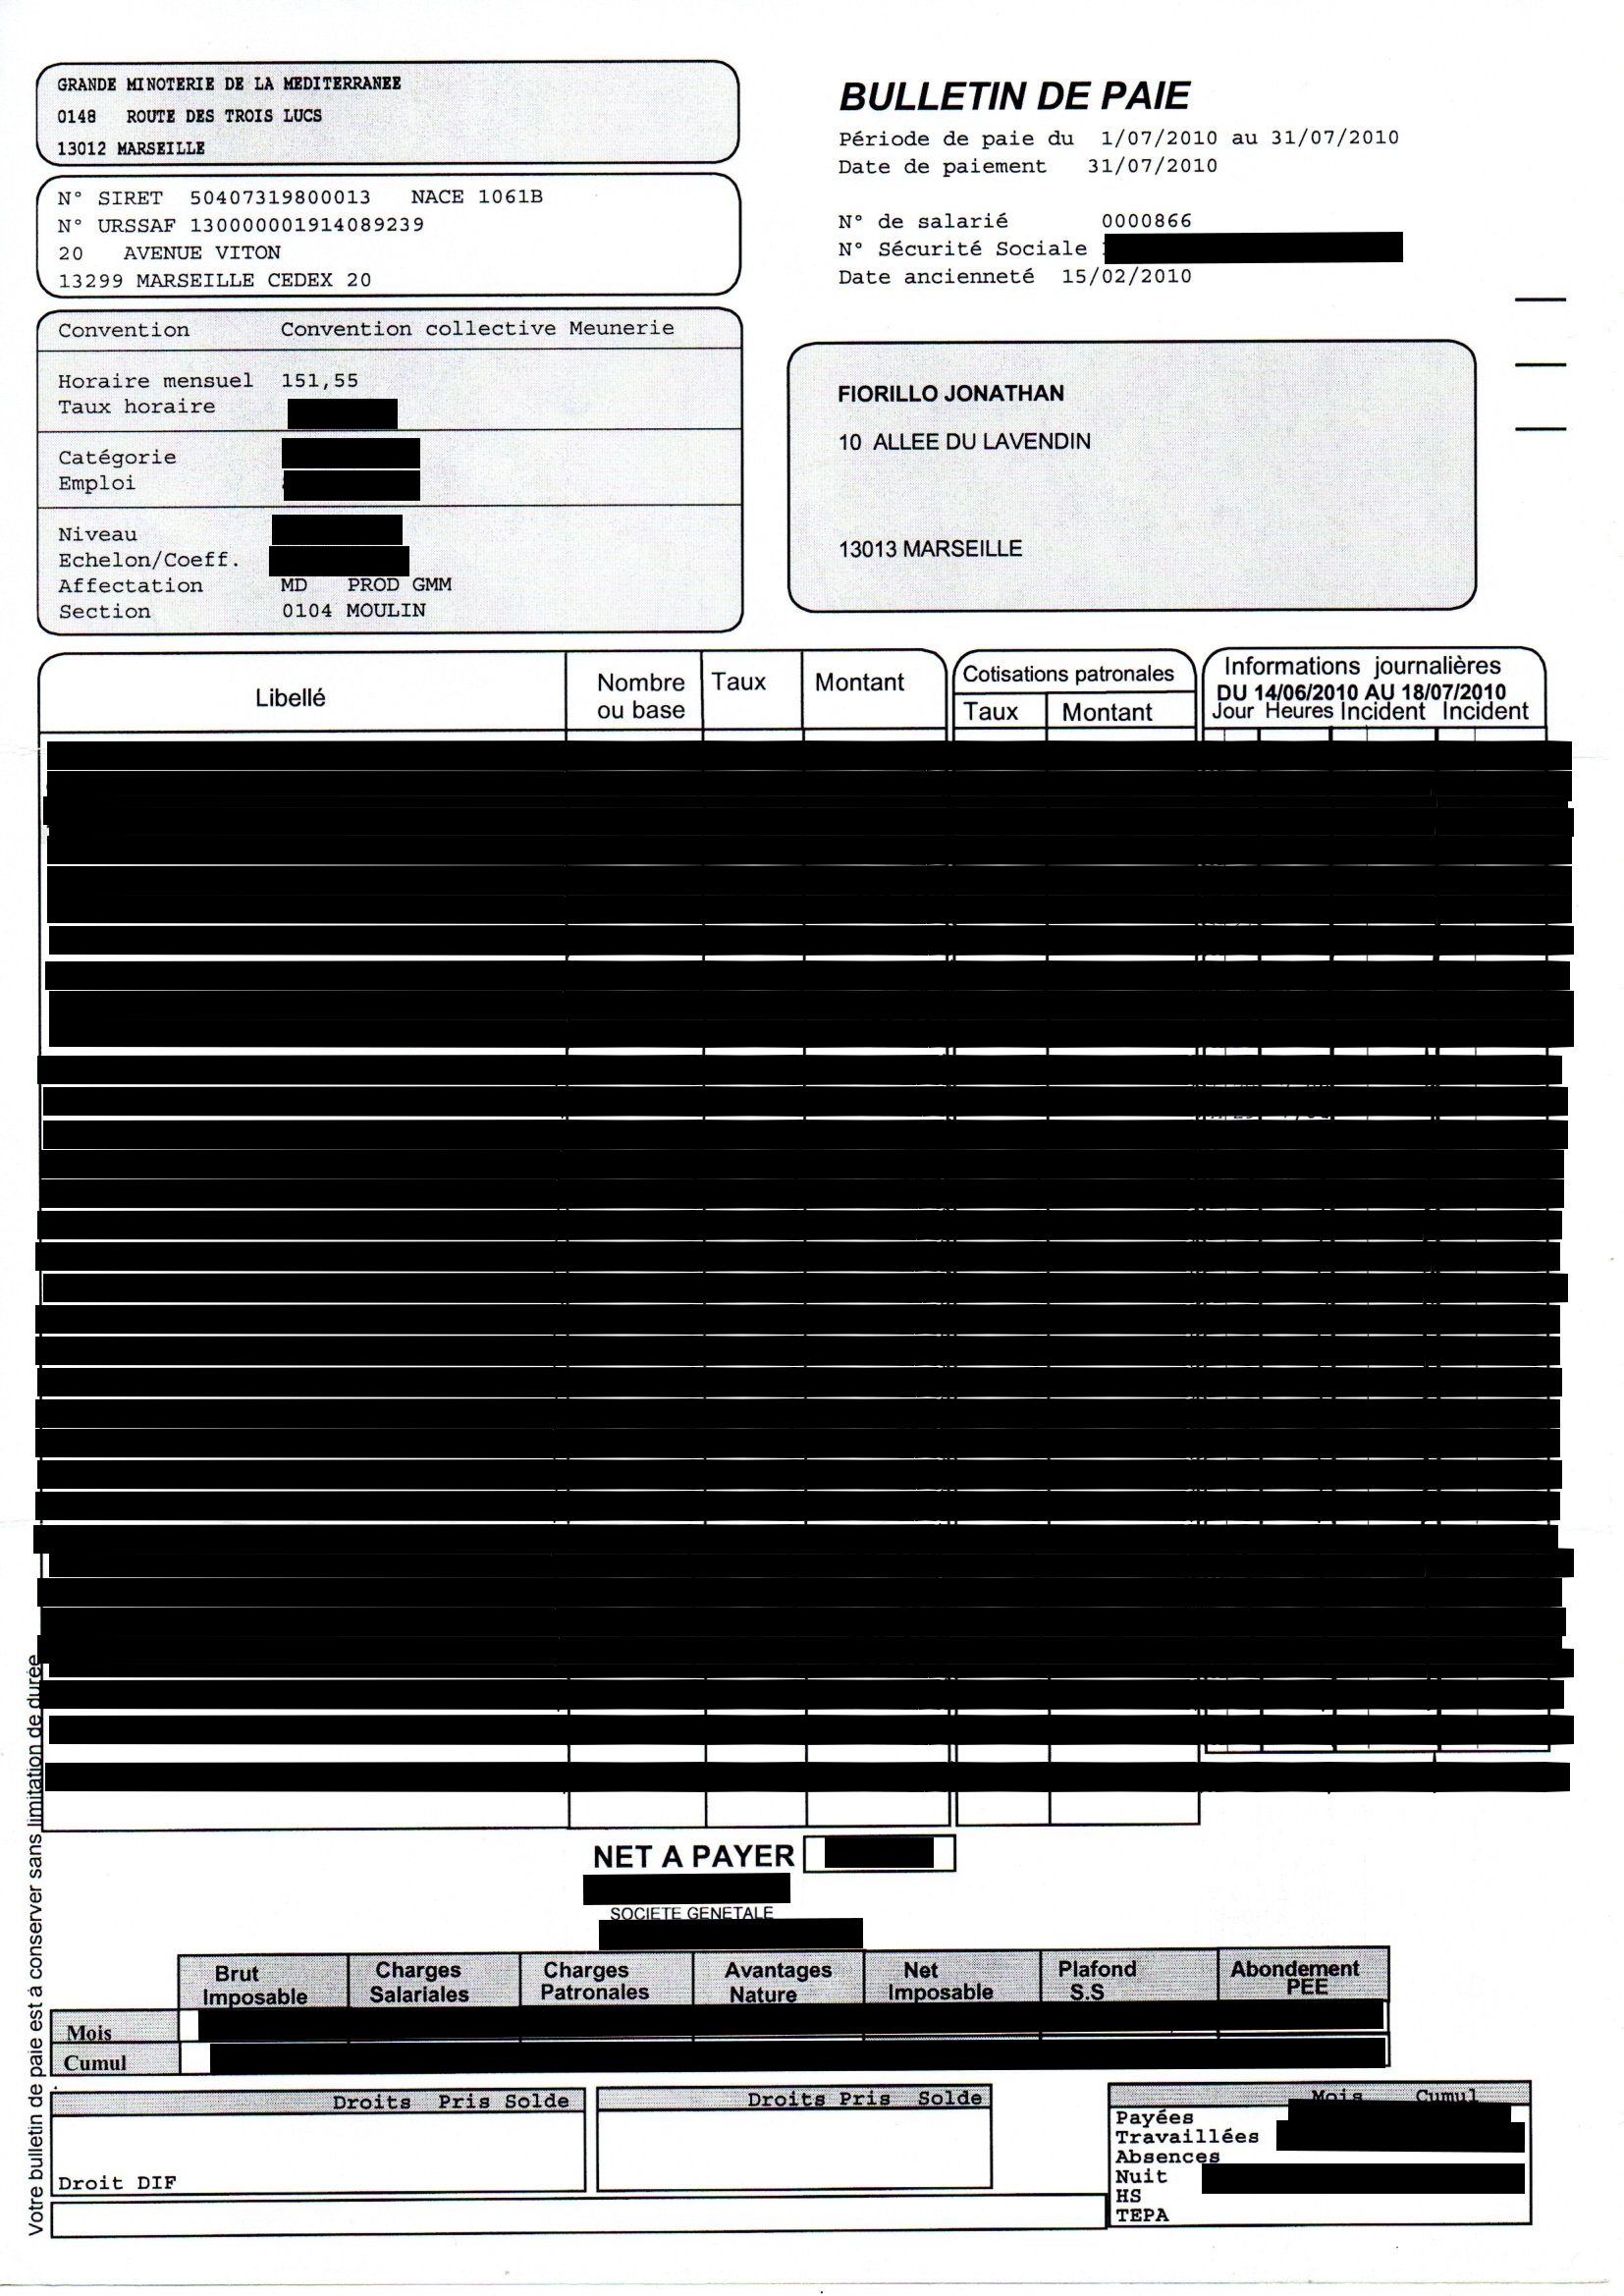 GRANDE MINOTERIE DE LA MEDITERRANEE
0148 ROUTE DES TROIS LUCS
13012 MARSEILLE
N° SIRET 50407319800013 NACE 1061B
N° URSSAF 130000001914089239
20 AVENUE VITON
13299 MARSEILLE CEDEX 20
Convention Convention collective Meunerie
Horaire mensuel 151,55
Taux horaire
Catégorie
Emploi
Niveau
Echelon/Coeff.
Affectation MD PROD GMM
Section 0104 MOULIN
BULLETIN DE PAIE
Période de paie du 1/07/2010 au 31/07/2010
Date de paiement 31/07/2010
N° de salarié 0000866
N° Sécurité Sociale
Date ancienneté 15/02/2010
FIORILLO JONATHAN
10 ALLEE DU LAVENDIN
13013 MARSEILLE
Libellé
Nombre
ou base
Taux
Montant
Cotisations patronales
Taux Montant
Informations journalières
DU 14/06/2010 AU 18/07/2010
Jour Heures Incident Incident
NET A PAYER
SOCIETE GENETALE
Brut
Imposable
Charges
Salariales
Charges
Patronales
Avantages
Nature
Net
Imposable
Plafond
S.S
Abondement
PEE
Mois
Cumul
Droits Pris Solde
Droit DIF
Droits Pris Solde
Mois Cumul
Payées
Travaillées
Absences
Nuit
HS
TEPA
Votre bulletin de paie est à conserver sans limitation de durée